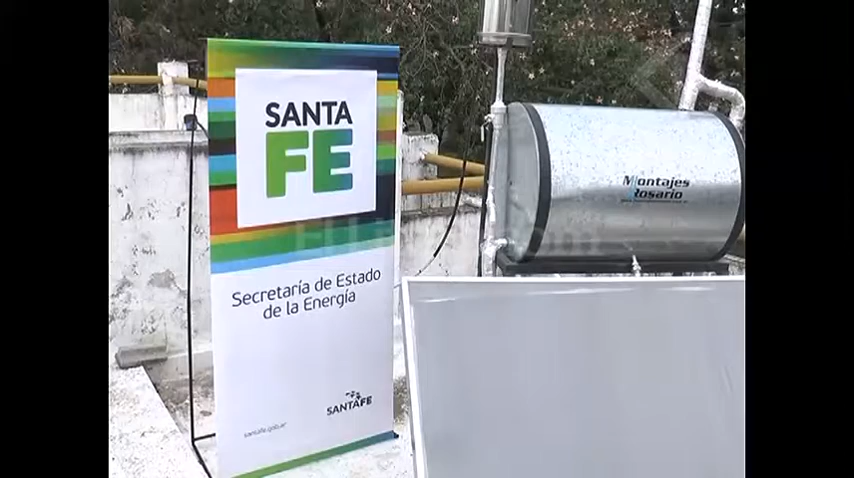 SANTA
FE
Secretaría de Estado
de la Energía
SANTAFE
santafe.gob.ar
Montajes
Rosario